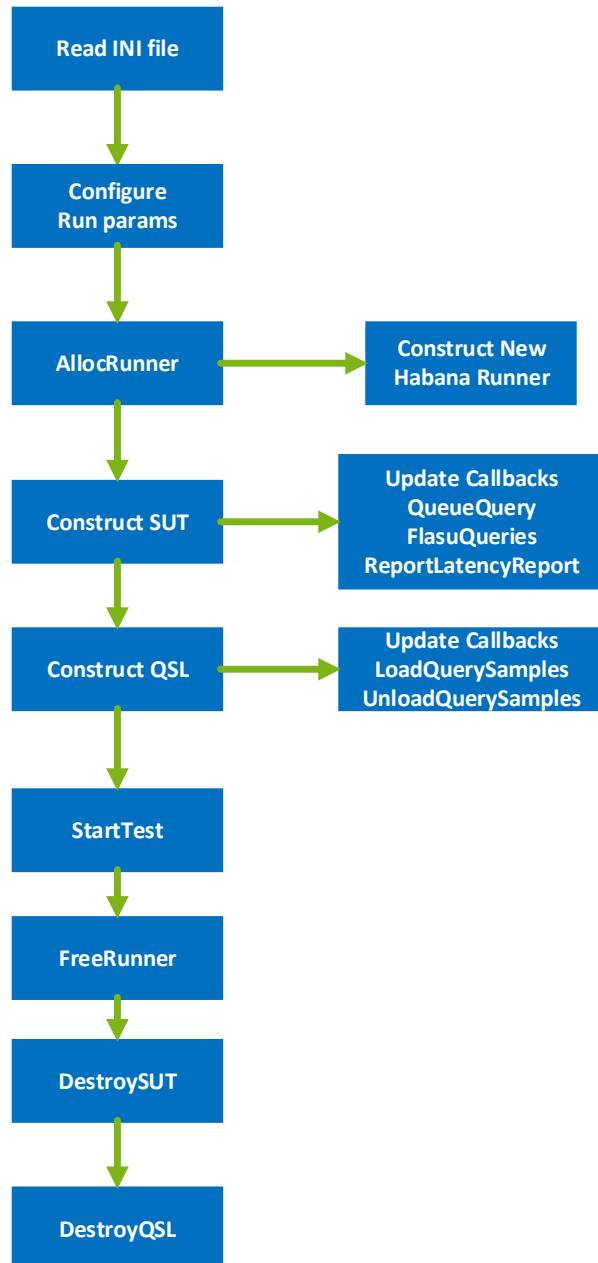 Read INI file
Configure
Run params
AllocRunner
Construct New
Habana Runner
Construct SUT
Update Callbacks
QueueQuery
FlasuQueries
ReportLatencyReport
Construct QSL
Update Callbacks
LoadQuerySamples
UnloadQuerySamples
StartTest
FreeRunner
DestroySUT
DestroyQSL